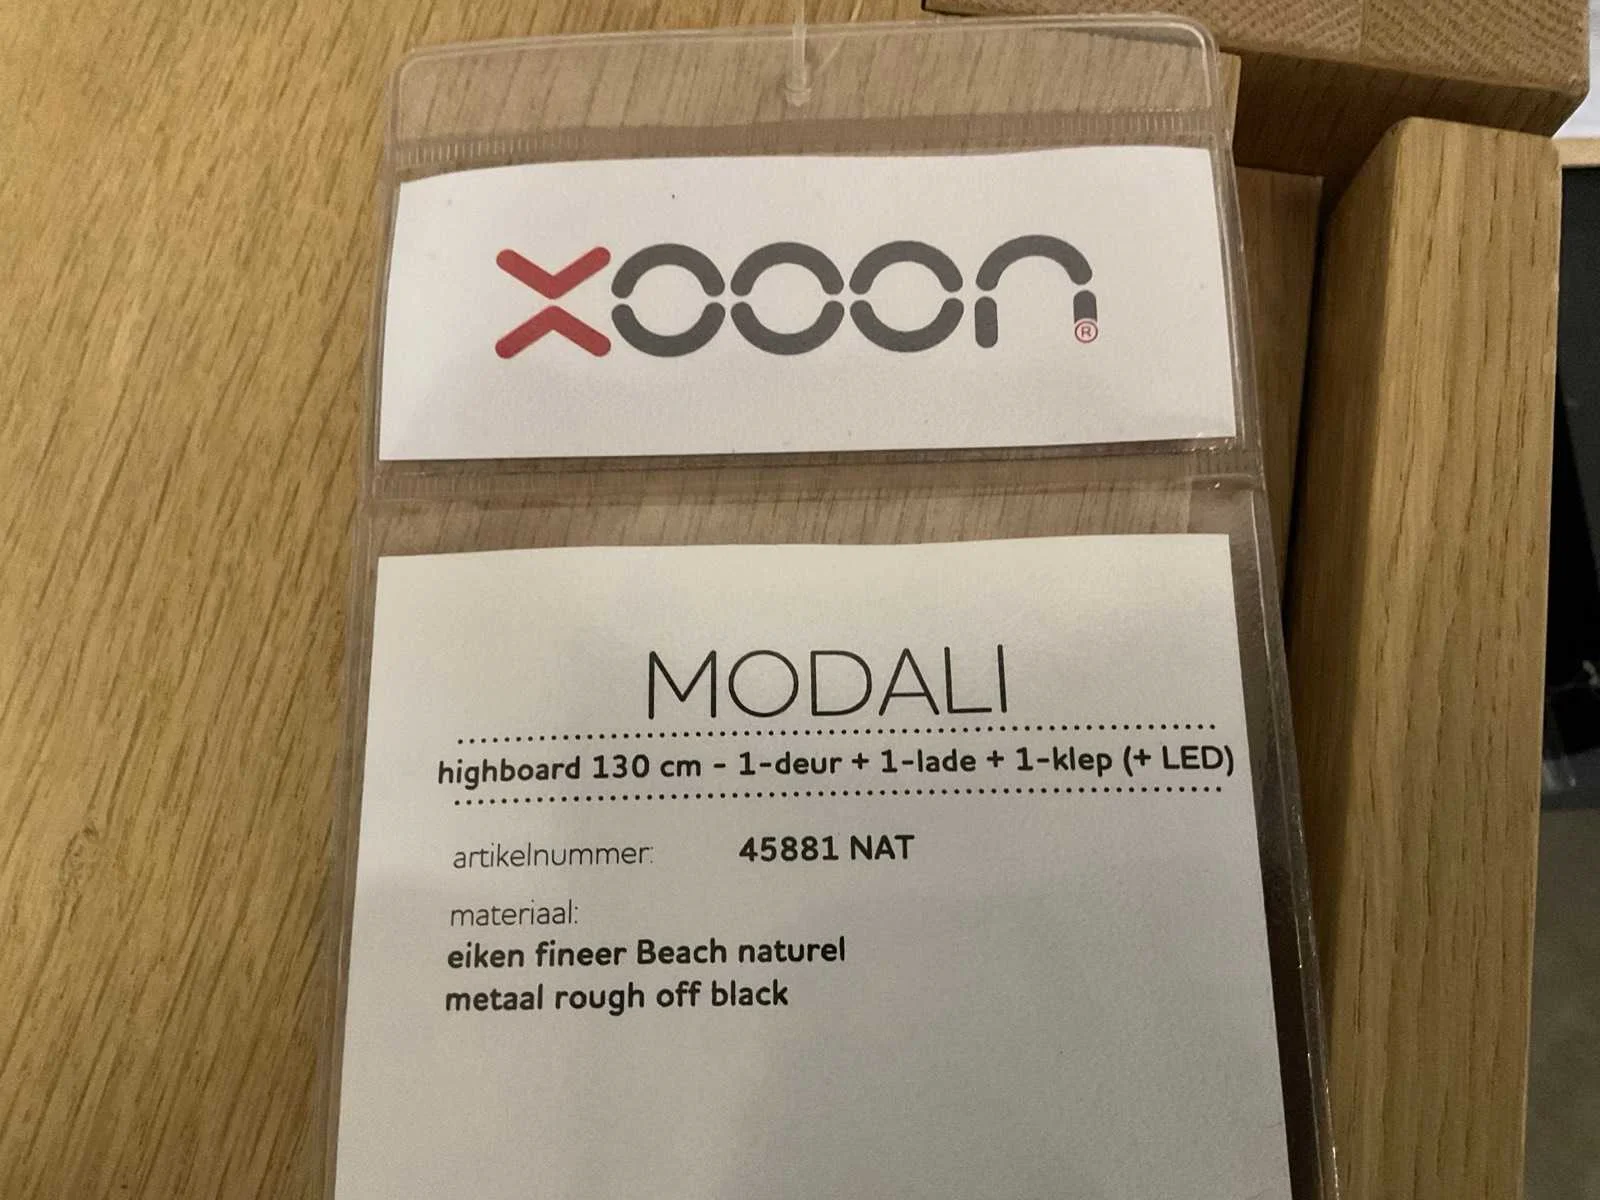 xooon®
MODALI
highboard 130 cm - 1-deur + 1-lade + 1-klep (+ LED)
artikelnummer: 45881 NAT
materiaal:
eiken fineer Beach naturel
metaal rough off black